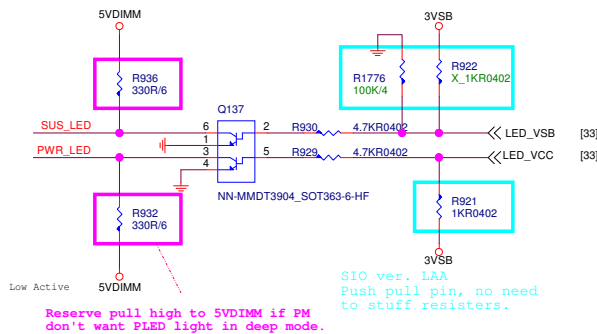 5VDIMM
3VSB
R936
330R/6
R1776
100K/4
R922
X_1KR0402
Q137
SUS_LED
6
2
R930
4.7KR0402
LED_VSB
[33]
1
PWR_LED
3
5
R929
4.7KR0402
LED_VCC
[33]
4
NN-MMDT3904_SOT363-6-HF
R932
330R/6
R921
1KR0402
3VSB
Low Active
5VDIMM
SIO ver. LAA
Push pull pin, no need
to stuff resisters.
Reserve pull high to 5VDIMM if PM
don't want PLED light in deep mode.